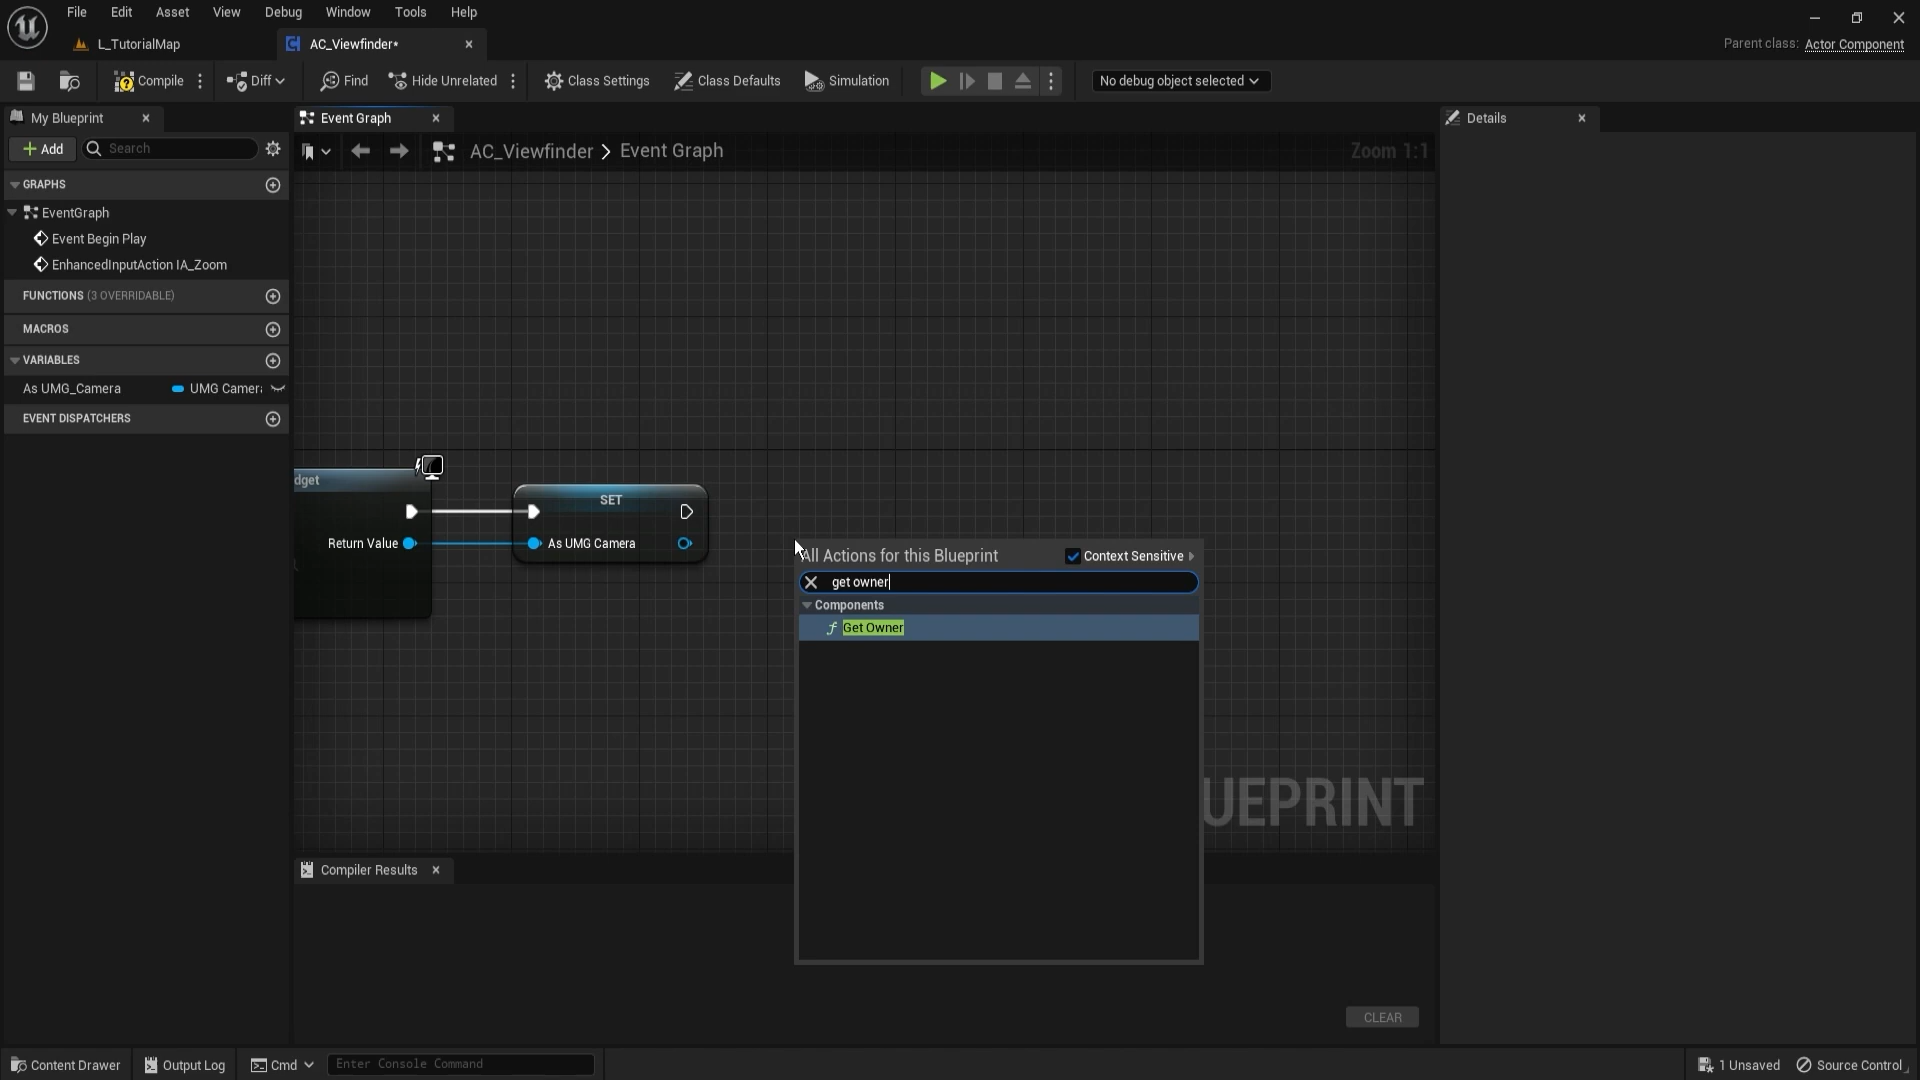 File Edit Asset View Debug Window Tools Help
L_TutorialMap AC_Viewfinder*
Parent class: Actor Component
Compile Diff Find Hide Unrelated Class Settings Class Defaults Simulation No debug object selected
My Blueprint
Event Graph
Details
Add Search
AC_Viewfinder > Event Graph
Zoom 1:1
GRAPHS
EventGraph
Event Begin Play
EnhancedInputAction IA_Zoom
FUNCTIONS (3 OVERRIDABLE)
MACROS
VARIABLES
As UMG_Camera UMG Camer
EVENT DISPATCHERS
dget
SET
Return Value
As UMG Camera
All Actions for this Blueprint Context Sensitive
get owner
Components
f Get Owner
UEPRINT
Compiler Results
CLEAR
Content Drawer Output Log Cmd Enter Console Command 1 Unsaved Source Control